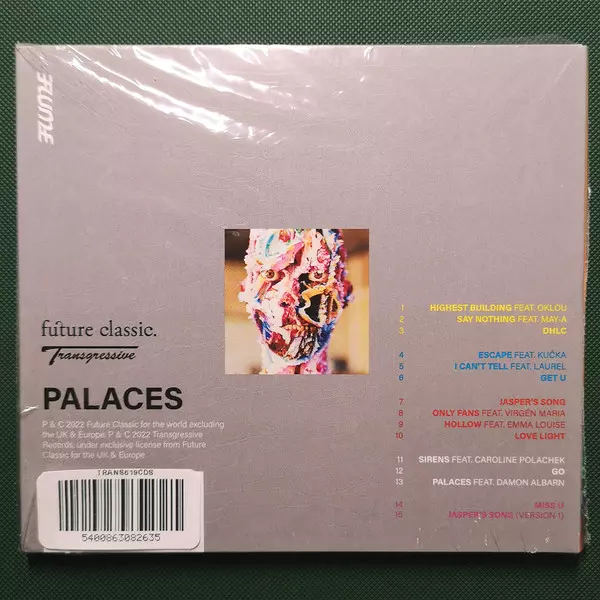 FLUME
future classic.
Transgressive
PALACES
P & C 2022 Future Classic for the world excluding
the UK & Europe. P & C 2022 Transgressive
Records, under exclusive license from Future
Classic for the UK & Europe
TRANS619CDS
5400863082635
1 HIGHEST BUILDING FEAT. OKLOU
2 SAY NOTHING FEAT. MAY-A
3 DHLC
4 ESCAPE FEAT. KUČKA
5 I CAN'T TELL FEAT. LAUREL
6 GET U
7 JASPER'S SONG
8 ONLY FANS FEAT. VIRGEN MARIA
9 HOLLOW FEAT. EMMA LOUISE
10 LOVE LIGHT
11 SIRENS FEAT. CAROLINE POLACHEK
12 GO
13 PALACES FEAT. DAMON ALBARN
14 MISS U
15 JASPER'S SONG (VERSION 1)